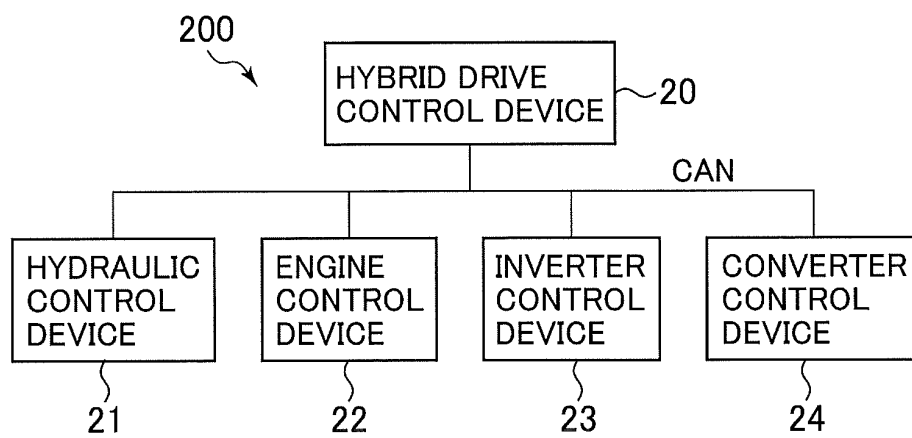 200
HYBRID DRIVE
CONTROL DEVICE
20
CAN
HYDRAULIC
CONTROL
DEVICE
ENGINE
CONTROL
DEVICE
INVERTER
CONTROL
DEVICE
CONVERTER
CONTROL
DEVICE
21
22
23
24